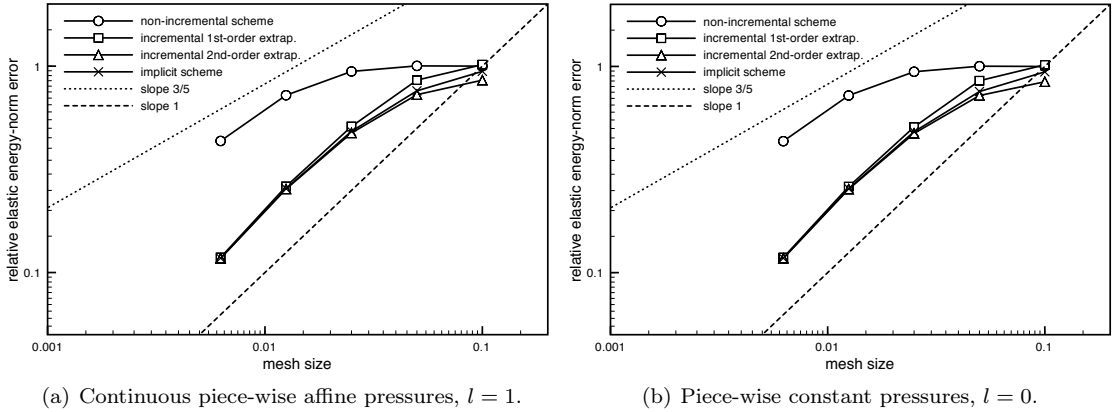 relative elastic energy-norm error
1
0.1
non-incremental scheme
incremental 1st-order extrap.
incremental 2nd-order extrap.
implicit scheme
slope 3/5
slope 1
0.001
0.01
0.1
mesh size
(a) Continuous piece-wise affine pressures, l = 1.
relative elastic energy-norm error
1
0.1
non-incremental scheme
incremental 1st-order extrap.
incremental 2nd-order extrap.
implicit scheme
slope 3/5
slope 1
0.001
0.01
0.1
mesh size
(b) Piece-wise constant pressures, l = 0.